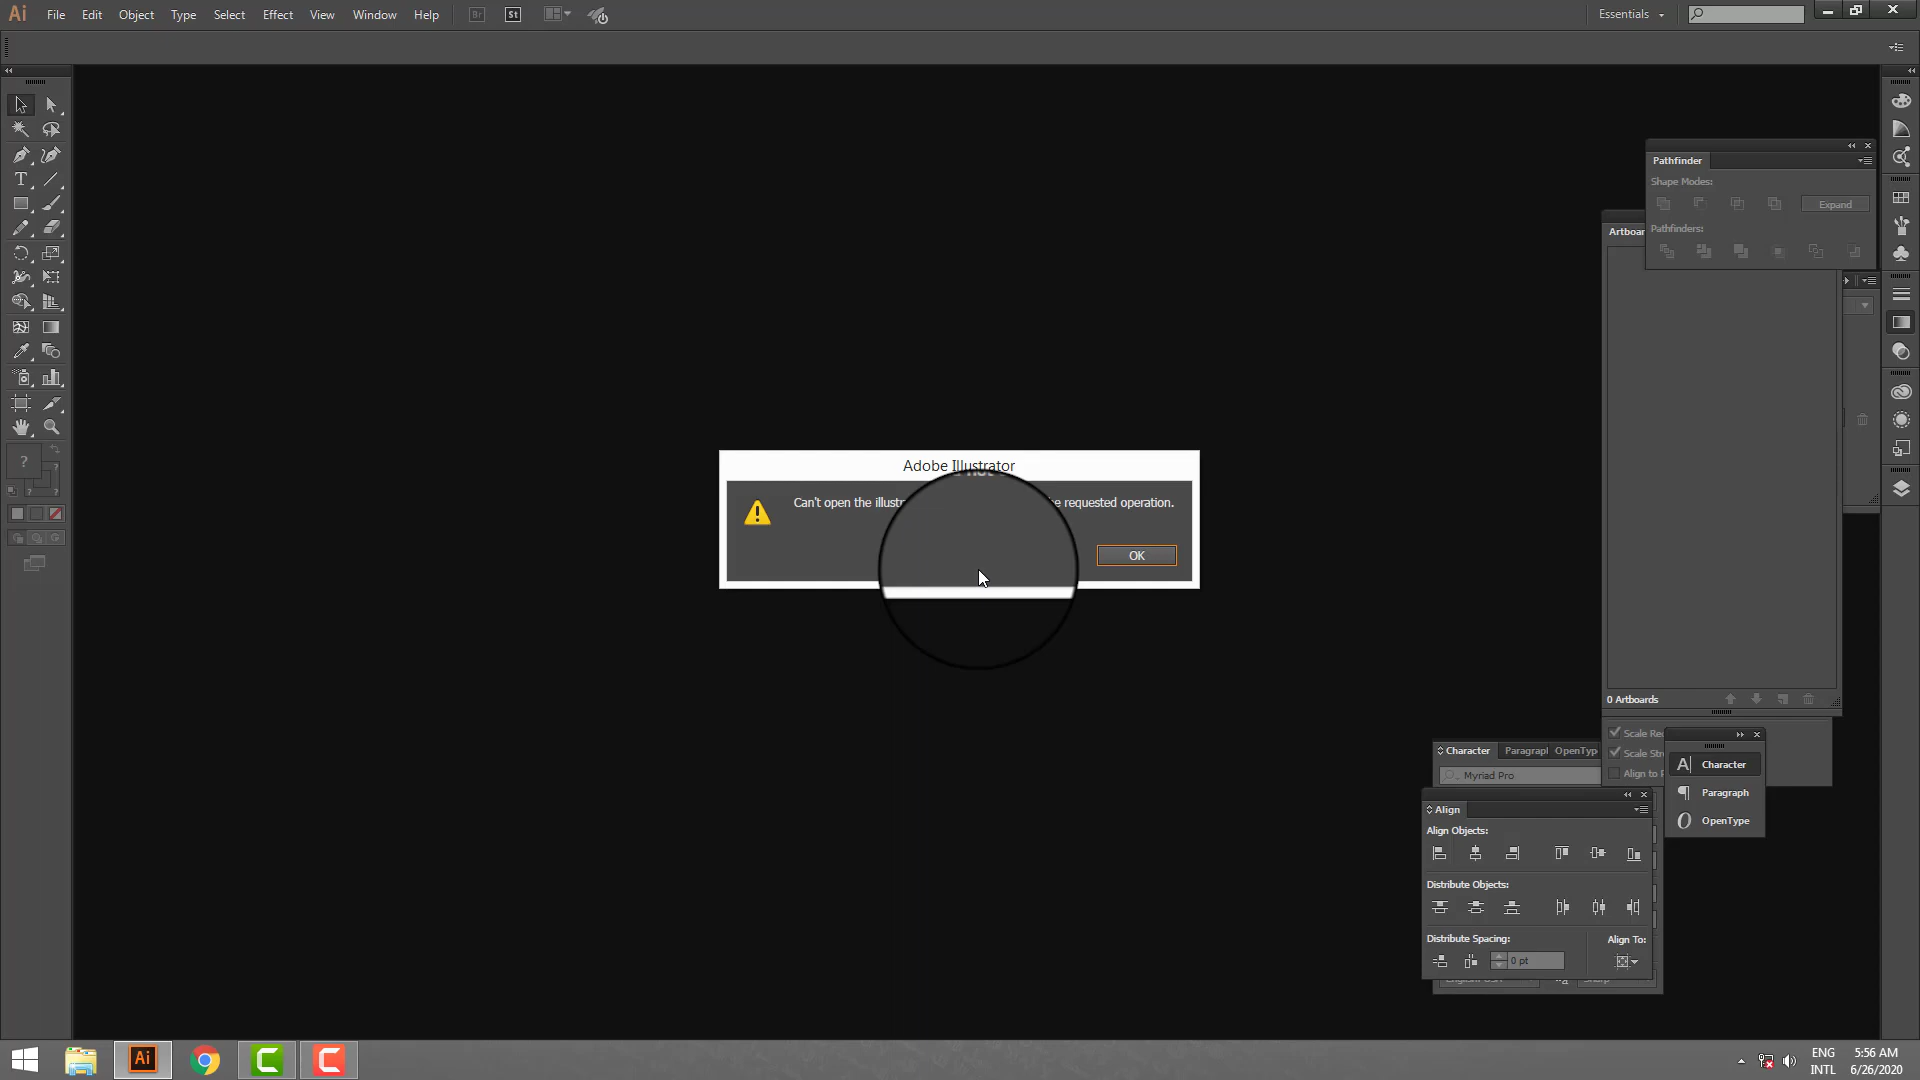 Ai File Edit Object Type Select Effect View Window Help Br St Essentials
Pathfinder
Shape Modes:
Expand
Pathfinders:
Artboar
Adobe Illustrator
Can't open the illustr
e requested operation.
OK
0 Artboards
Scale Rec
Scale Str
Align to P
Character Paragrapl OpenTyp
Myriad Pro
Character
Paragraph
OpenType
Align
Align Objects:
Distribute Objects:
Distribute Spacing:
Align To:
0 pt
Ai
ENG
INTL
5:56 AM
6/26/2020